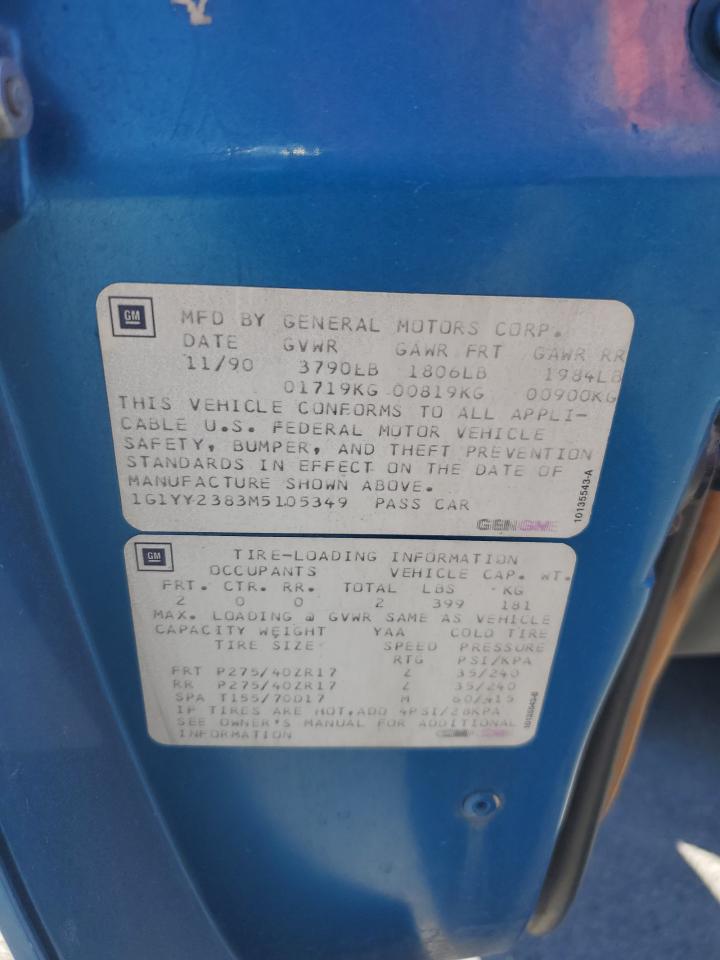 GM
MFD BY GENERAL MOTORS CORP.
DATE GVWR GAWR FRT GAWR RR
11/90 3790LB 1806LB 1984LB
01719KG 00819KG 00900KG
THIS VEHICLE CONFORMS TO ALL APPLI-
CABLE U.S. FEDERAL MOTOR VEHICLE
SAFETY, BUMPER, AND THEFT PREVENTION
STANDARDS IN EFFECT ON THE DATE OF
MANUFACTURE SHOWN ABOVE.
1G1YY2383M5105349 PASS CAR
10135543-A
GM
TIRE-LOADING INFORMATION
OCCUPANTS VEHICLE CAP. WT.
FRT. CTR. RR. TOTAL LBS KG
2 0 0 2 399 181
MAX. LOADING @ GVWR SAME AS VEHICLE
CAPACITY WEIGHT YAA COLD TIRE
TIRE SIZE SPEED PRESSURE
RTG PSI/KPA
FRT P275/40ZR17 Z 35/240
RR P275/40ZR17 Z 35/240
SPA T155/70D17 M 60/415
IF TIRES ARE HOT,ADD 4PSI/28KPA
SEE OWNER'S MANUAL FOR ADDITIONAL
INFORMATION